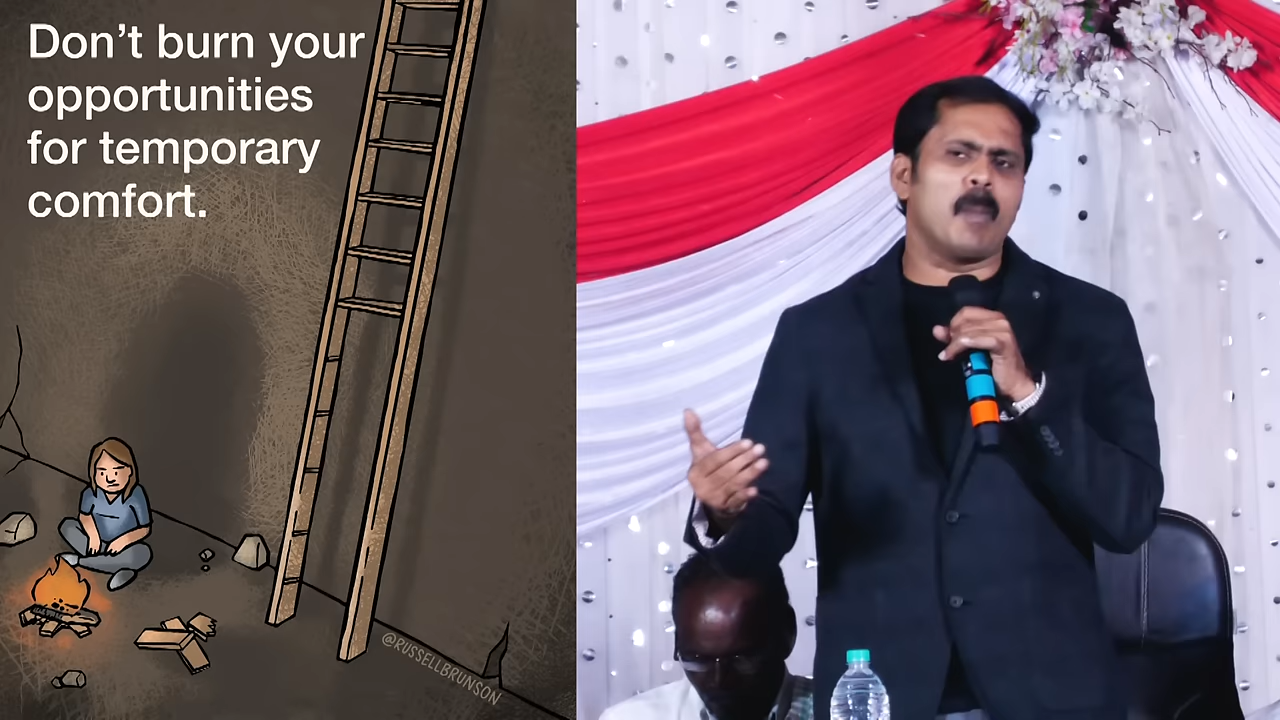 Don’t burn your
opportunities
for temporary
comfort.
@RUSSELLBRUNSON